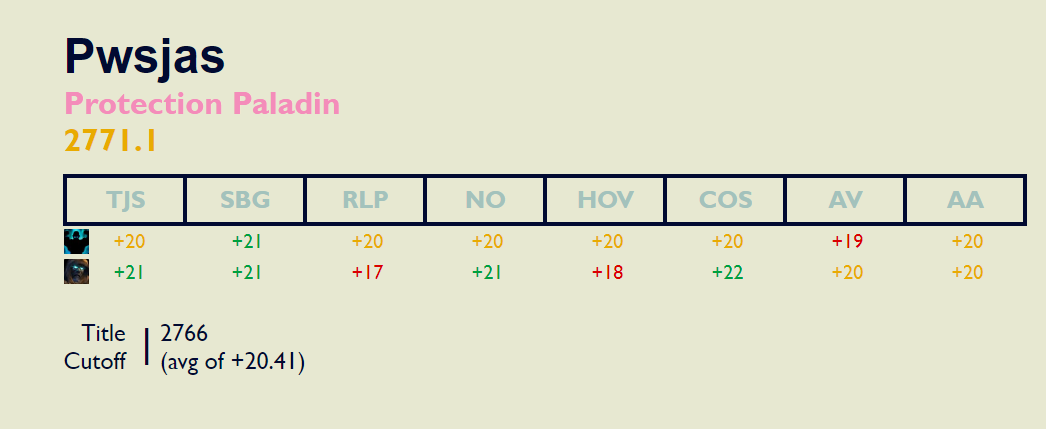 Pwsjas
Protection Paladin
2771.1
TJS SBG RLP NO HOV COS AV AA
+20 +21 +20 +20 +20 +20 +19 +20
+21 +21 +17 +21 +18 +22 +20 +20
Title 2766
Cutoff (avg of +20.41)